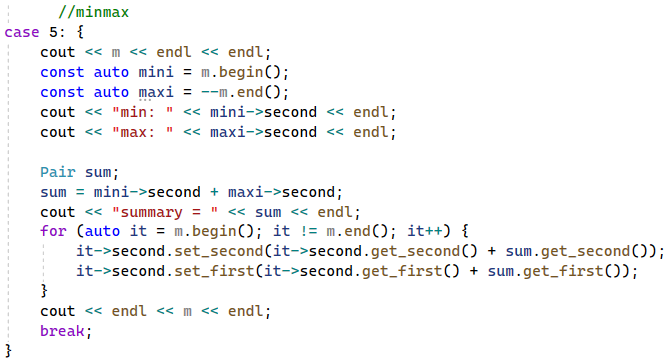 //minmax
case 5: {
cout << m << endl << endl;
const auto mini = m.begin();
const auto maxi = --m.end();
cout << "min: " << mini->second << endl;
cout << "max: " << maxi->second << endl;
Pair sum;
sum = mini->second + maxi->second;
cout << "summary = " << sum << endl;
for (auto it = m.begin(); it != m.end(); it++) {
it->second.set_second(it->second.get_second() + sum.get_second());
it->second.set_first(it->second.get_first() + sum.get_first());
}
cout << endl << m << endl;
break;
}